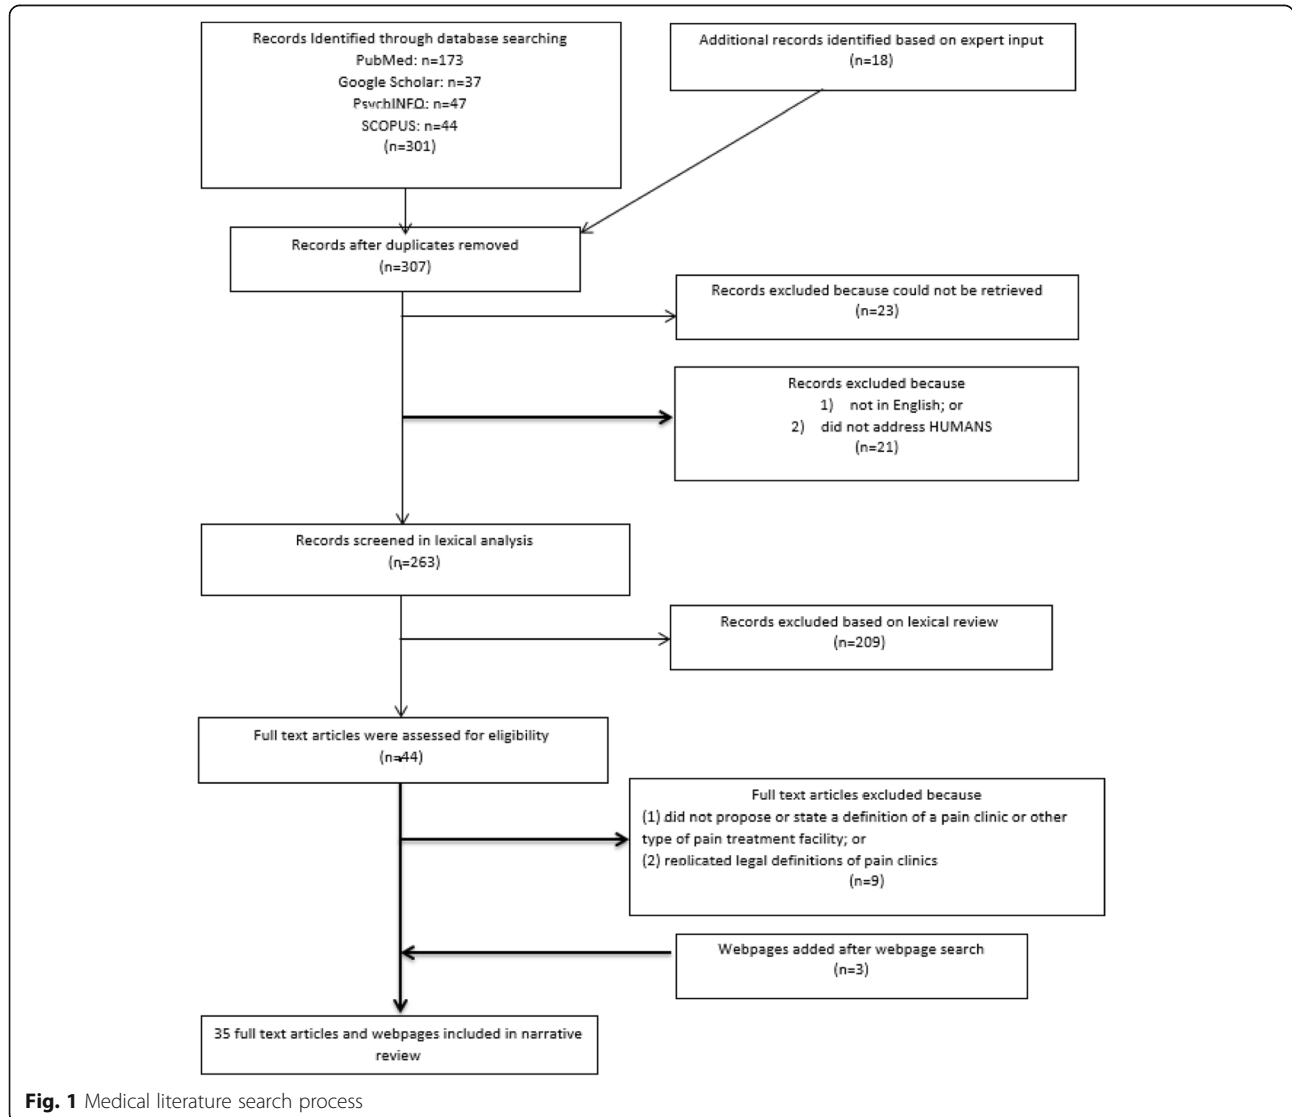 Records Identified through database searching
PubMed: n=173
Google Scholar: n=37
PsychINFO: n=47
SCOPUS: n=44
(n=301)
Additional records identified based on expert input
(n=18)
Records after duplicates removed
(n=307)
Records excluded because could not be retrieved
(n=23)
Records excluded because
1) not in English; or
2) did not address HUMANS
(n=21)
Records screened in lexical analysis
(n=263)
Records excluded based on lexical review
(n=209)
Full text articles were assessed for eligibility
(n=44)
Full text articles excluded because
(1) did not propose or state a definition of a pain clinic or other
type of pain treatment facility; or
(2) replicated legal definitions of pain clinics
(n=9)
Webpages added after webpage search
(n=3)
35 full text articles and webpages included in narrative
review
Fig. 1 Medical literature search process